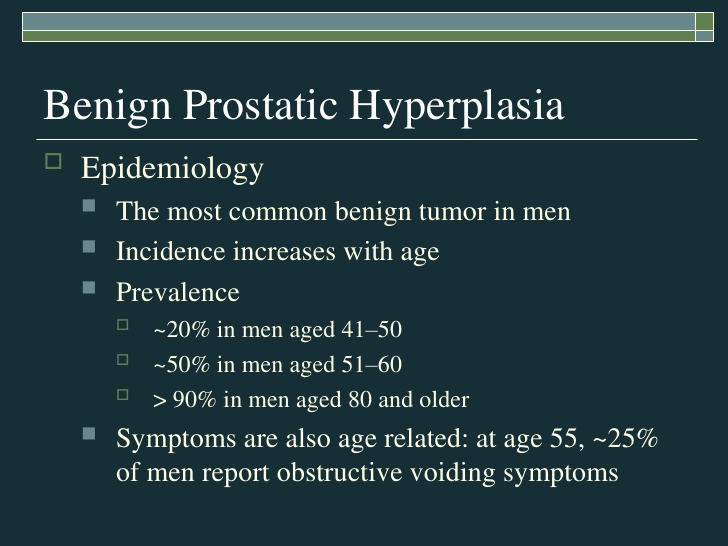 Benign Prostatic Hyperplasia
Epidemiology
The most common benign tumor in men
Incidence increases with age
Prevalence
~20% in men aged 41–50
~50% in men aged 51–60
> 90% in men aged 80 and older
Symptoms are also age related: at age 55, ~25%
of men report obstructive voiding symptoms